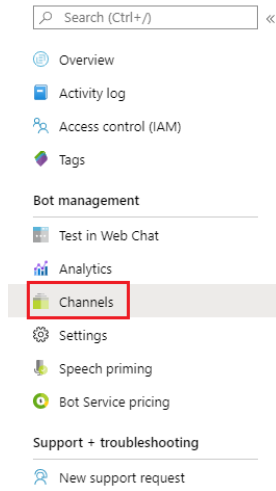 Search (Ctrl+/)
Overview
Activity log
Access control (IAM)
Tags
Bot management
Test in Web Chat
Analytics
Channels
Settings
Speech priming
Bot Service pricing
Support + troubleshooting
New support request